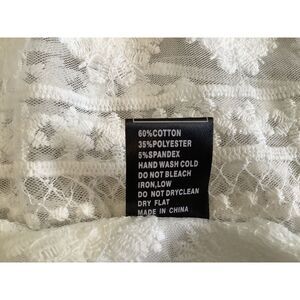 60%COTTON
35%POLYESTER
5%SPANDEX
HAND WASH COLD
DO NOT BLEACH
IRON,LOW
DO NOT DRYCLEAN
DRY FLAT
MADE IN CHINA